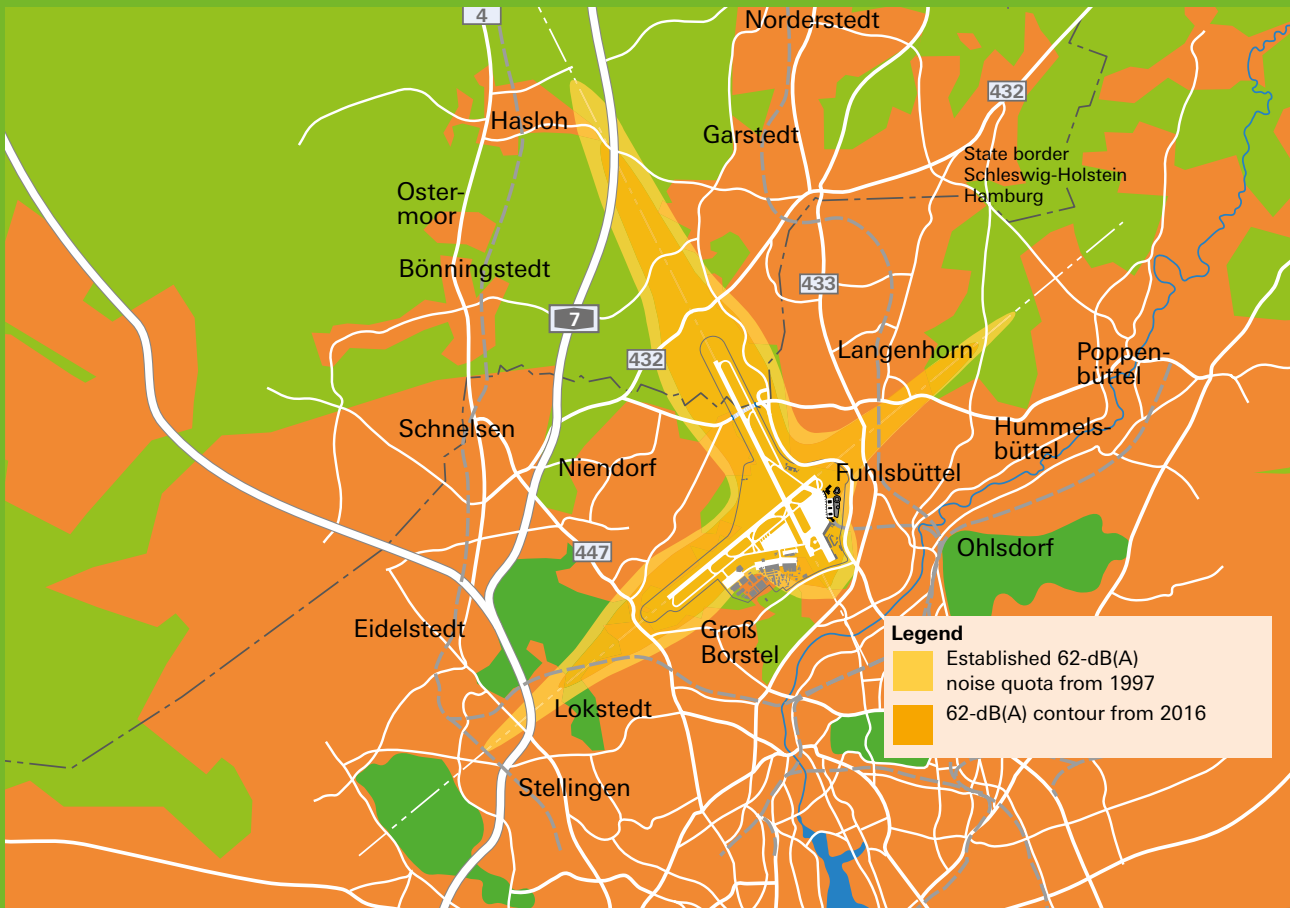 4
Norderstedt
432
Hasloh
Garstedt
State border
Schleswig-Holstein
Hamburg
Oster-
moor
Bönningstedt
433
7
432
Langenhorn
Poppen-
büttel
Schnelsen
Hummels-
büttel
Niendorf
Fuhlsbüttel
447
Ohlsdorf
Eidelstedt
Groß
Borstel
Legend
Established 62-dB(A)
noise quota from 1997
62-dB(A) contour from 2016
Lokstedt
Stellingen